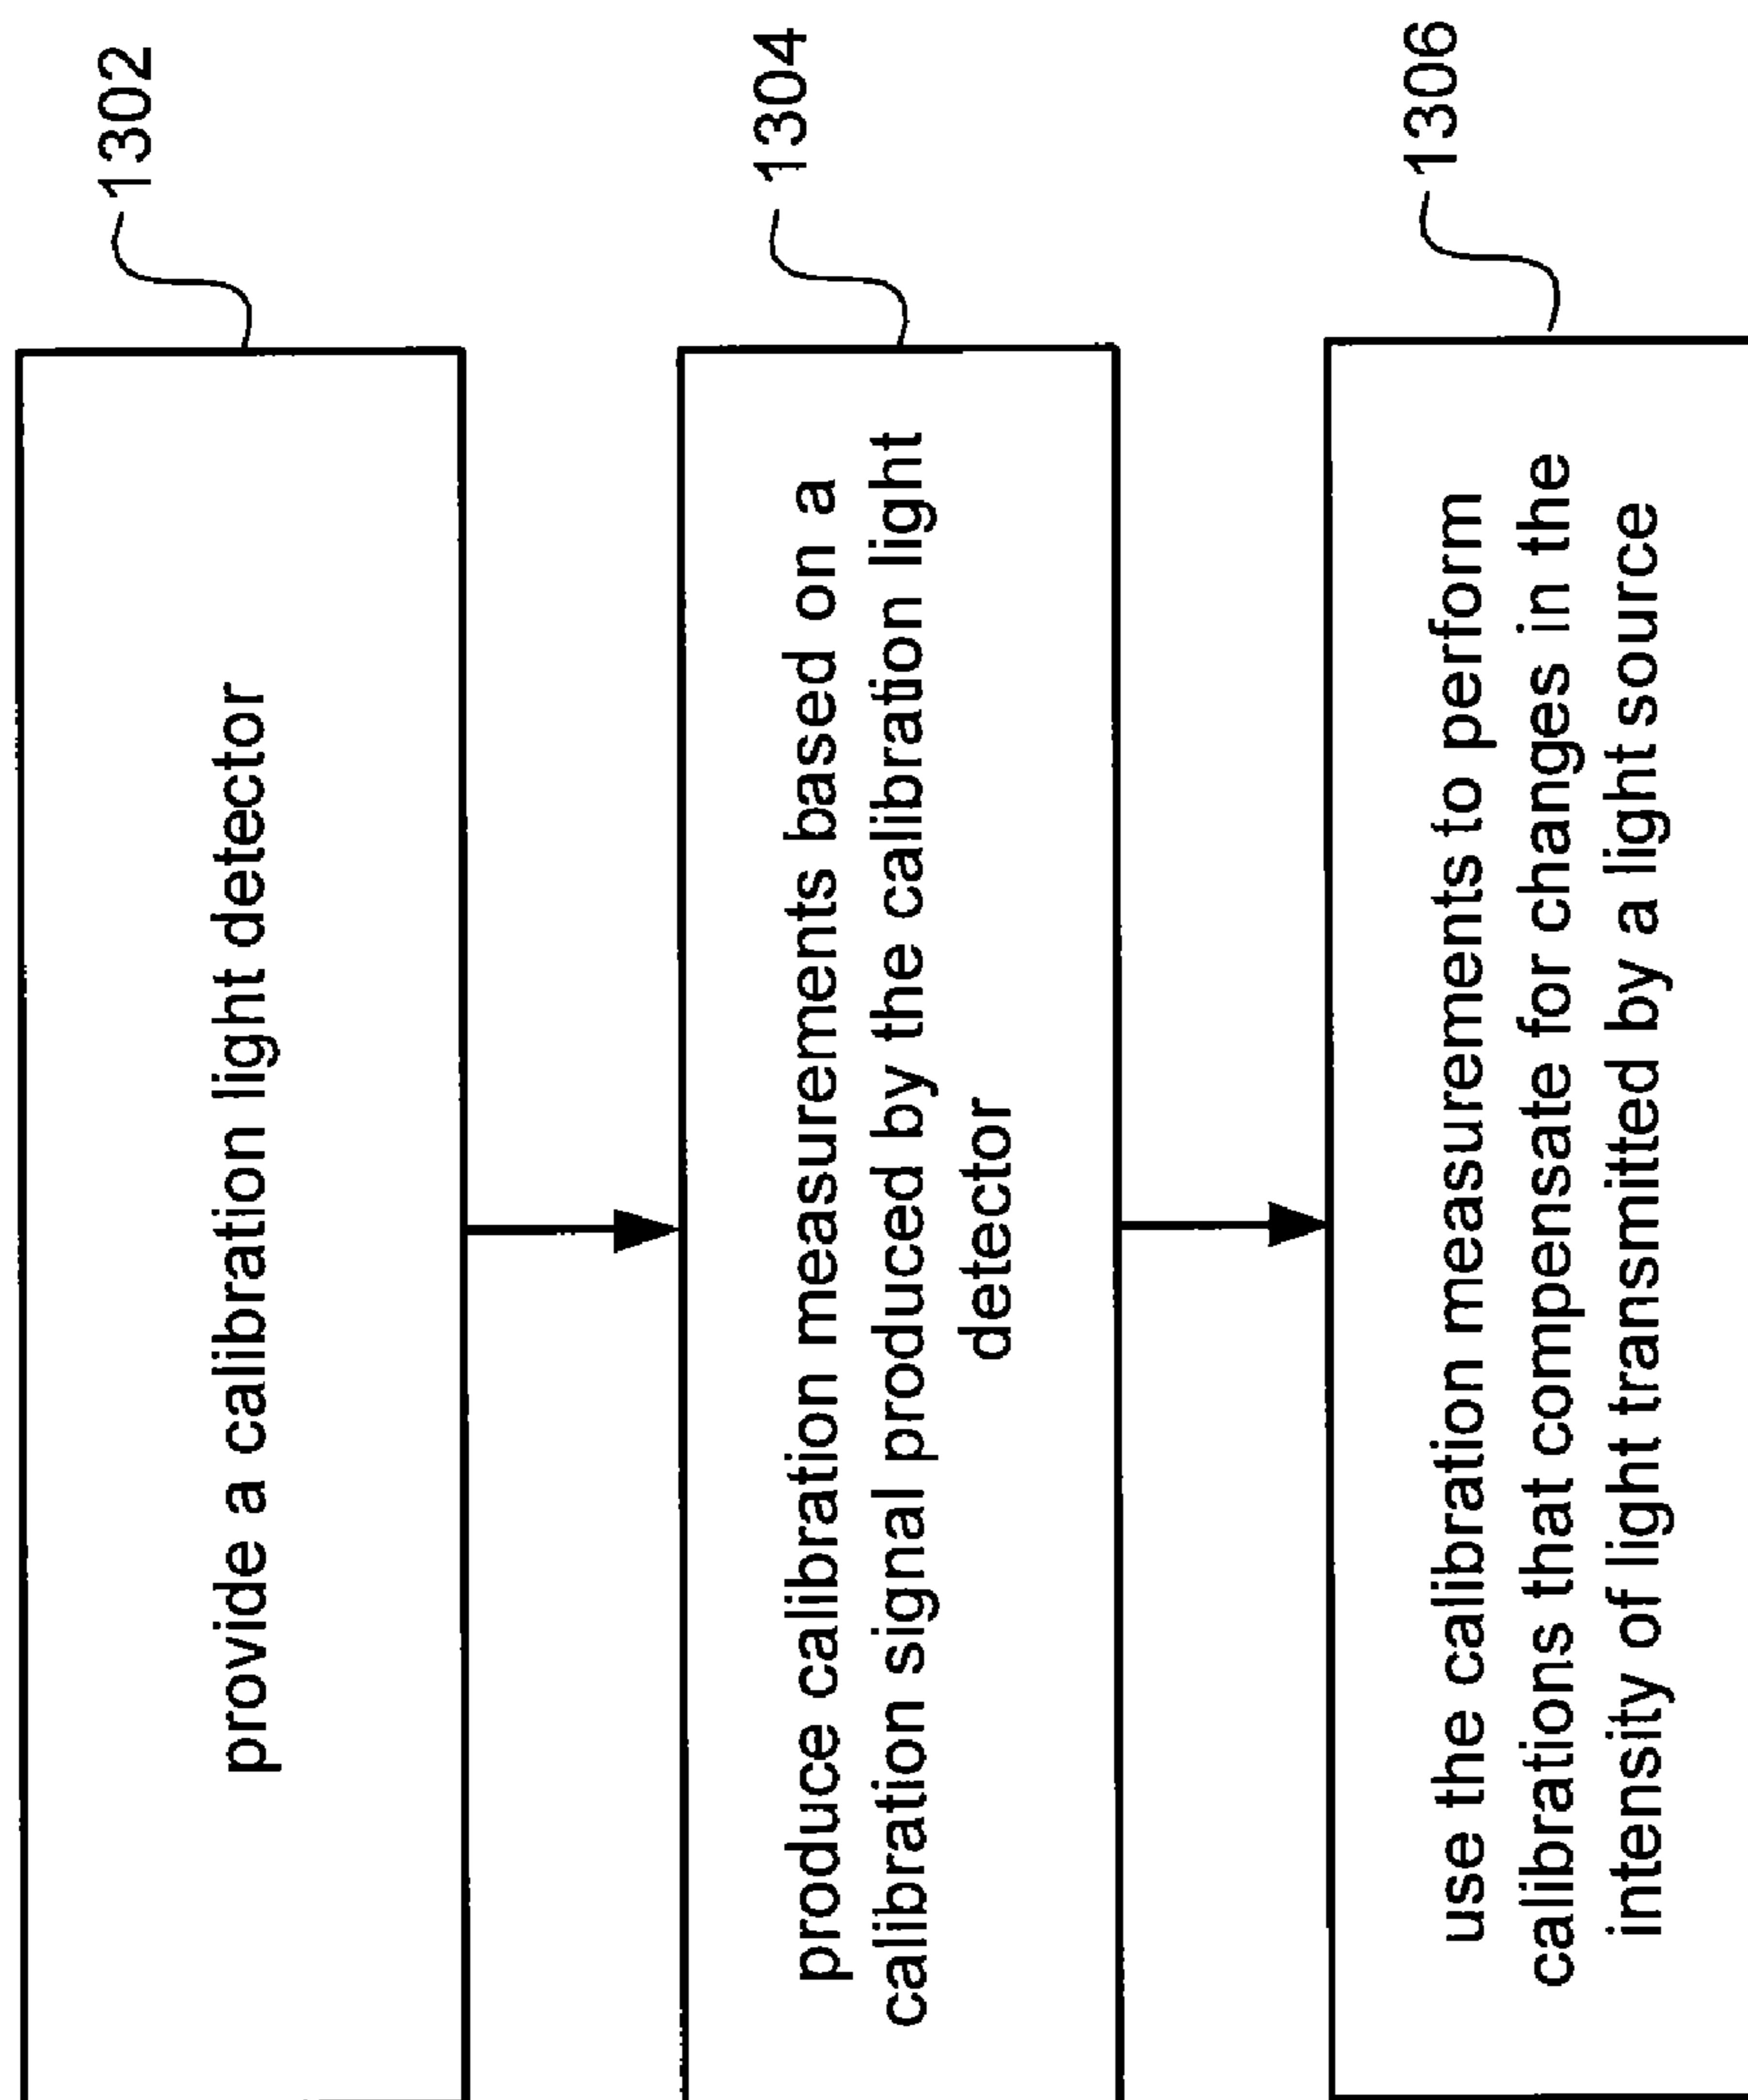 provide a calibration light detector
1302
produce calibration measurements based on a
calibration signal produced by the calibration light
detector
1304
use the calibration measurements to perform
calibrations that compensate for changes in the
intensity of light transmitted by a light source
1306